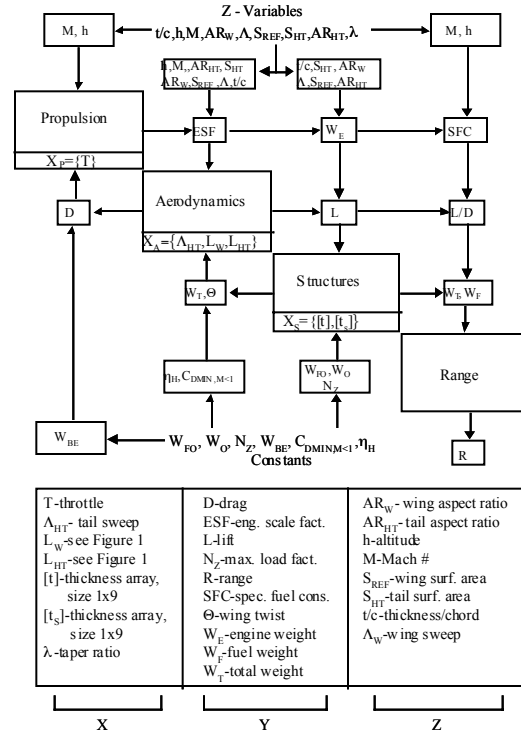 Z - Variables
t/c,h,M,AR_W,Λ,S_REF,S_HT,AR_HT,λ
M, h
M, h
h,M,,AR_HT,S_HT
AR_W,S_REF,Λ,t/c
t/c,S_HT,AR_W
Λ,S_REF,AR_HT
Propulsion
X_P={T}
ESF
W_E
SFC
D
Aerodynamics
X_A={Λ_HT,L_W,L_HT}
L
L/D
W_T,Θ
Structures
X_S={[t],[t_s]}
W_T, W_F
Range
η_H,C_DMIN,M<1
W_FO,W_O
N_Z
W_BE
W_FO, W_O, N_Z, W_BE, C_DMIN,M<1, η_H
Constants
R
T-throttle
Λ_HT- tail sweep
L_W-see Figure 1
L_HT-see Figure 1
[t]-thickness array,
size 1x9
[t_S]-thickness array,
size 1x9
λ-taper ratio
D-drag
ESF-eng. scale fact.
L-lift
N_Z-max. load fact.
R-range
SFC-spec. fuel cons.
Θ-wing twist
W_E-engine weight
W_F-fuel weight
W_T-total weight
AR_W- wing aspect ratio
AR_HT-tail aspect ratio
h-altitude
M-Mach #
S_REF-wing surf. area
S_HT-tail surf. area
t/c-thickness/chord
Λ_W-wing sweep
X
Y
Z